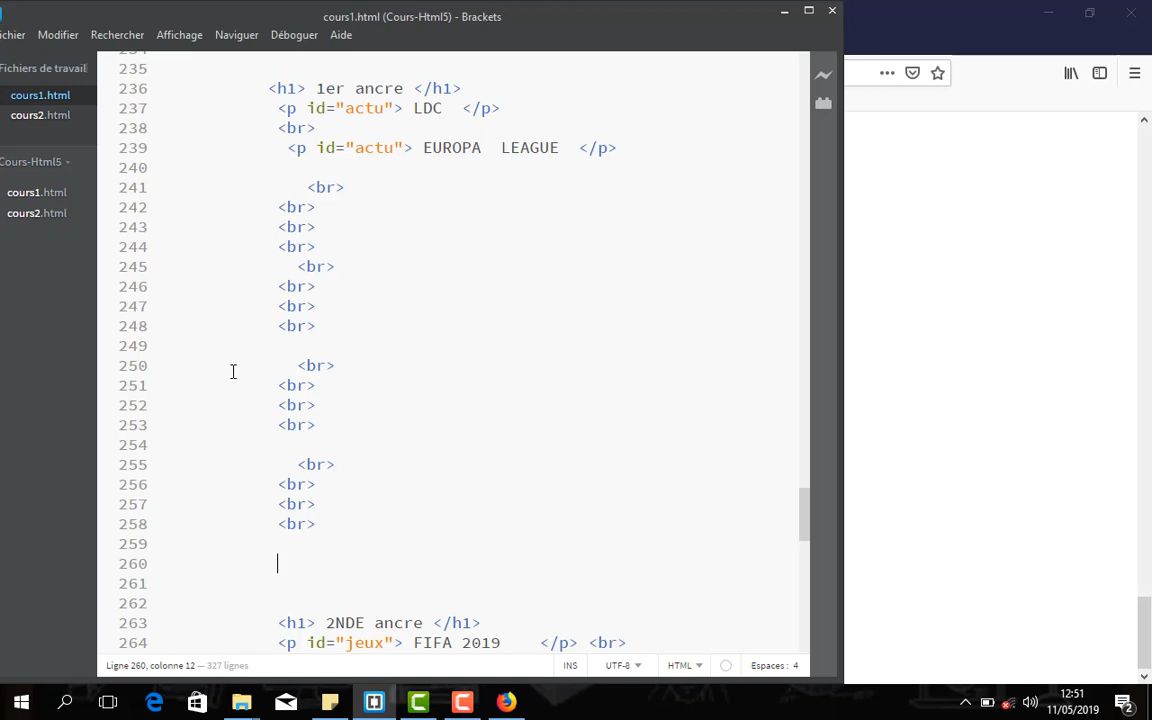 cours1.html (Cours-Html5) - Brackets
ichier Modifier Rechercher Affichage Naviguer Déboguer Aide
Fichiers de travail
cours1.html
cours2.html
Cours-Html5
cours1.html
cours2.html
235
236 <h1> 1er ancre </h1>
237 <p id="actu"> LDC </p>
238 <br>
239 <p id="actu"> EUROPA LEAGUE </p>
240
241 <br>
242 <br>
243 <br>
244 <br>
245 <br>
246 <br>
247 <br>
248 <br>
249
250 <br>
251 <br>
252 <br>
253 <br>
254
255 <br>
256 <br>
257 <br>
258 <br>
259
260
261
262
263 <h1> 2NDE ancre </h1>
264 <p id="jeux"> FIFA 2019 </p> <br>
Ligne 260, colonne 12 — 327 lignes INS UTF-8 HTML Espaces : 4
12:51
11/05/2019
2